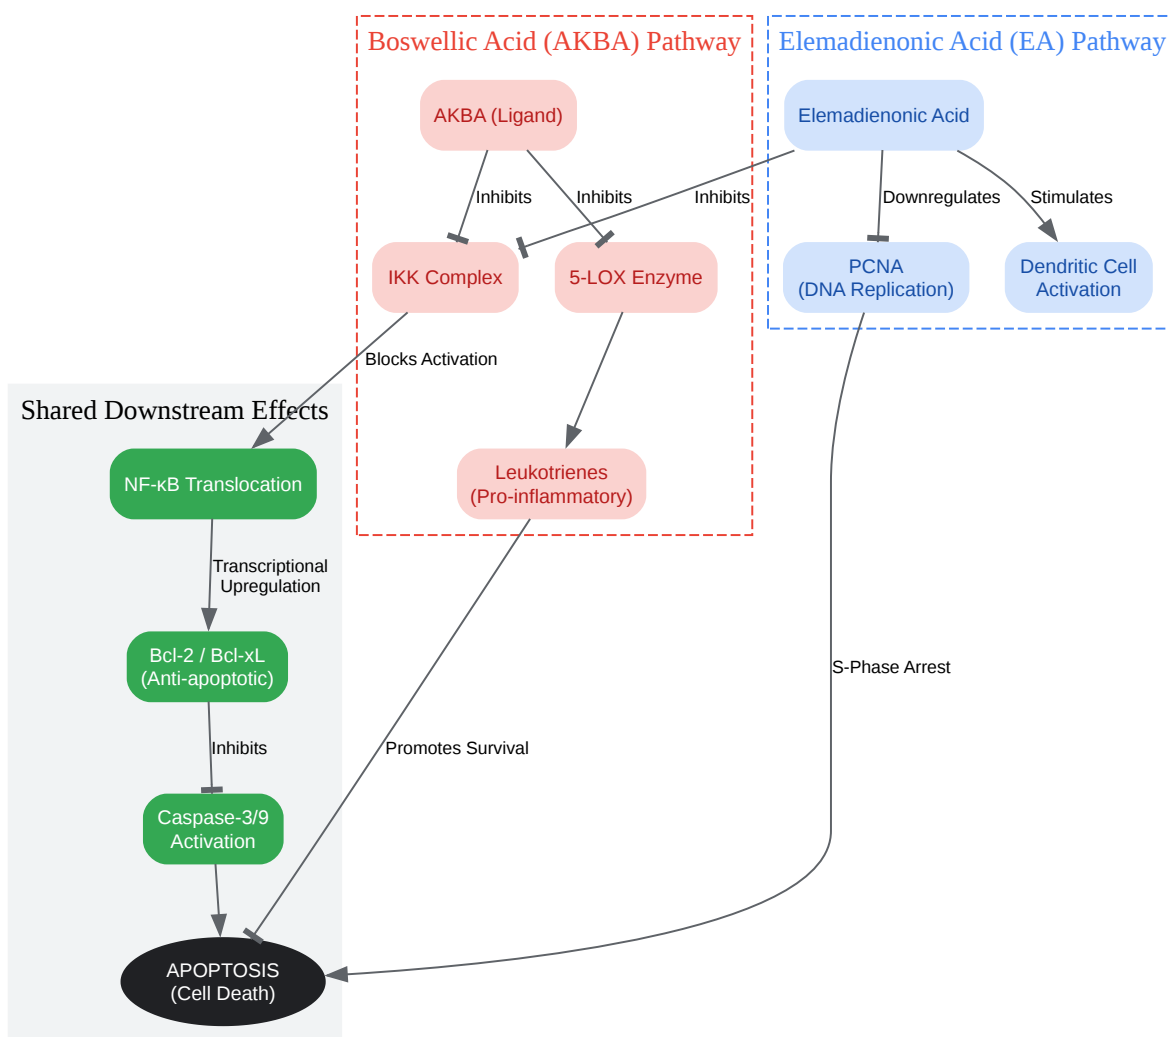 Boswellic Acid (AKBA) Pathway
Elemadienonic Acid (EA) Pathway
AKBA (Ligand)
Elemadienonic Acid
Inhibits
Inhibits
Inhibits
Downregulates
Stimulates
IKK Complex
5-LOX Enzyme
PCNA
(DNA Replication)
Dendritic Cell
Activation
Blocks Activation
Shared Downstream Effects
NF-κB Translocation
Leukotrienes
(Pro-inflammatory)
Transcriptional
Upregulation
Bcl-2 / Bcl-xL
(Anti-apoptotic)
S-Phase Arrest
Inhibits
Promotes Survival
Caspase-3/9
Activation
APOPTOSIS
(Cell Death)